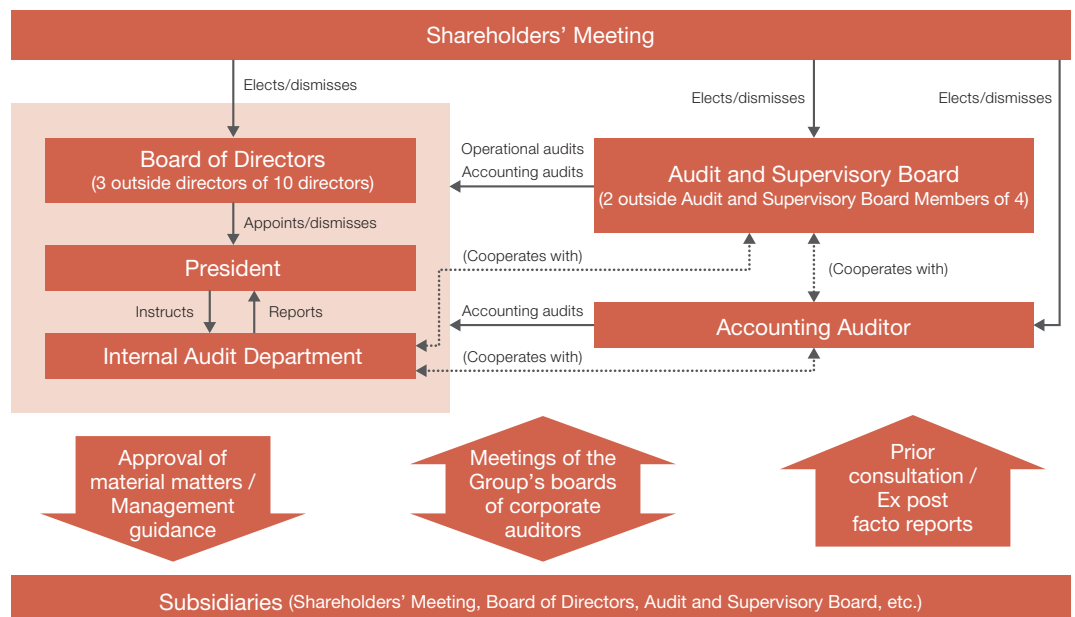 Shareholders’ Meeting
Elects/dismisses
Elects/dismisses
Elects/dismisses
Board of Directors
(3 outside directors of 10 directors)
Operational audits
Accounting audits
Audit and Supervisory Board
(2 outside Audit and Supervisory Board Members of 4)
Appoints/dismisses
President
(Cooperates with)
(Cooperates with)
Instructs
Reports
Accounting audits
Accounting Auditor
Internal Audit Department
(Cooperates with)
Approval of
material matters /
Management
guidance
Meetings of the
Group’s boards
of corporate
auditors
Prior
consultation /
Ex post
facto reports
Subsidiaries (Shareholders’ Meeting, Board of Directors, Audit and Supervisory Board, etc.)